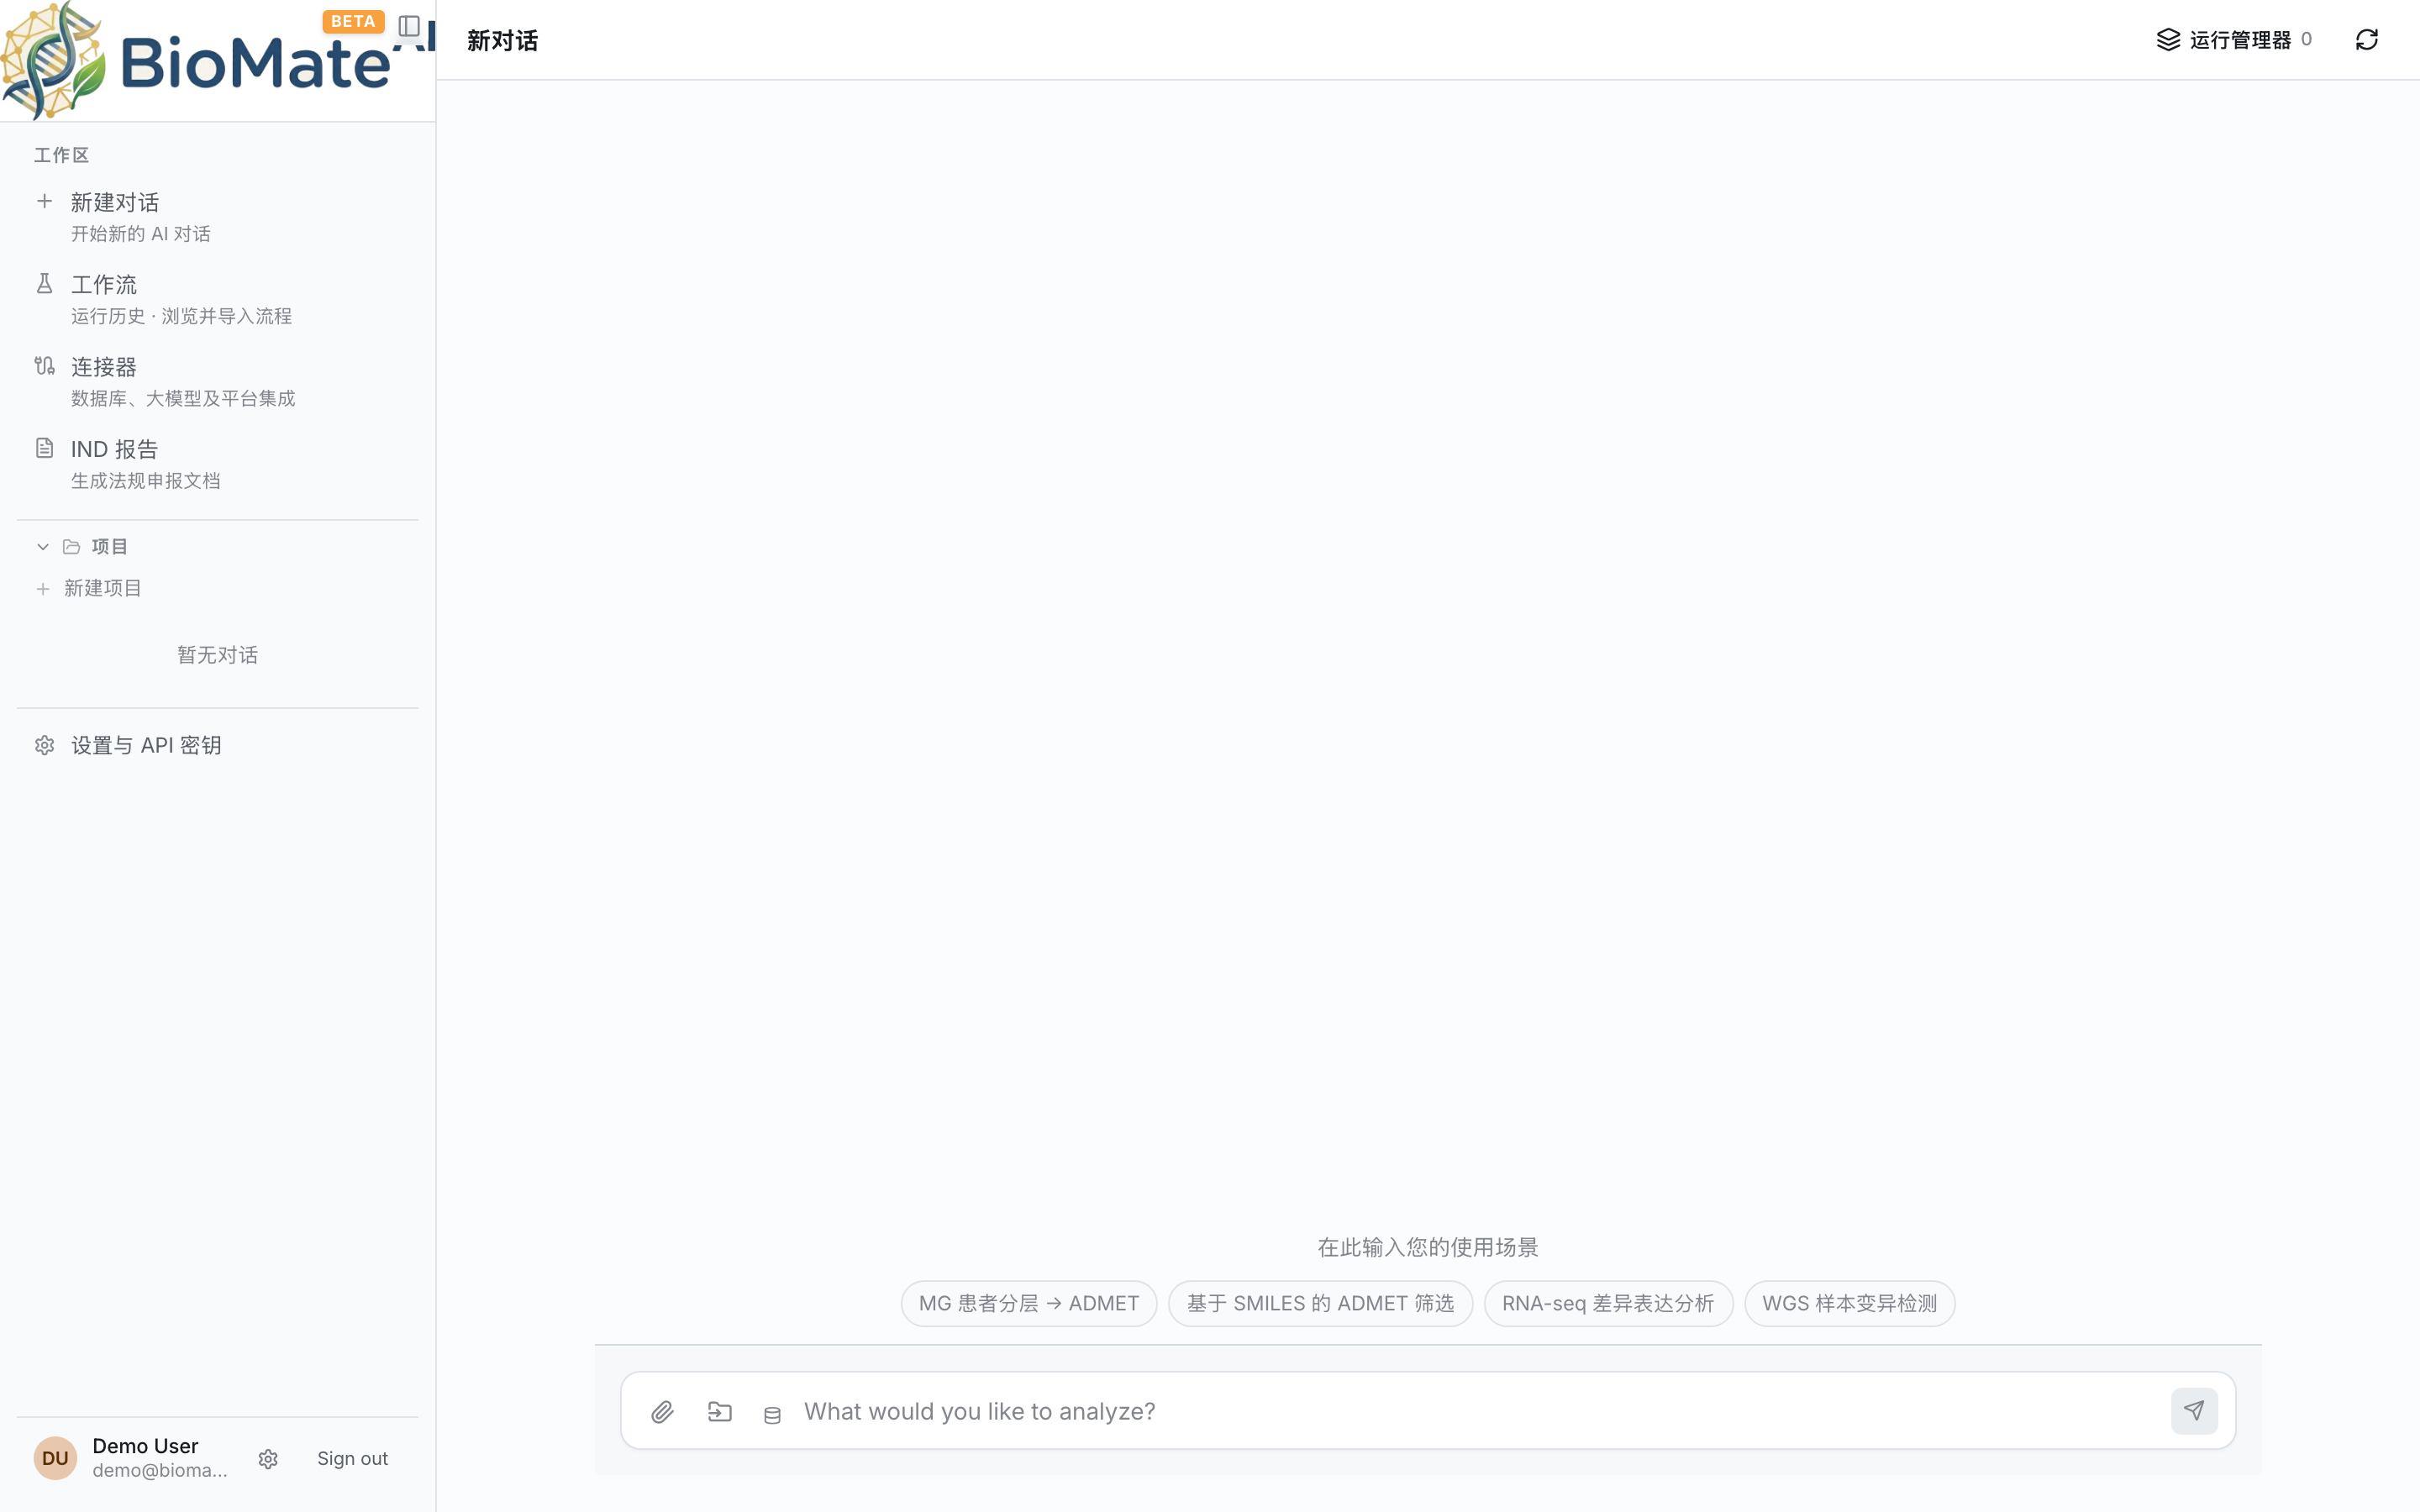 BETA
BioMate
AI
新对话
运行管理器 0
工作区
新建对话
开始新的 AI 对话
工作流
运行历史 · 浏览并导入流程
连接器
数据库、大模型及平台集成
IND 报告
生成法规申报文档
项目
新建项目
暂无对话
设置与 API 密钥
在此输入您的使用场景
MG 患者分层 → ADMET
基于 SMILES 的 ADMET 筛选
RNA-seq 差异表达分析
WGS 样本变异检测
What would you like to analyze?
DU
Demo User
demo@bioma...
Sign out